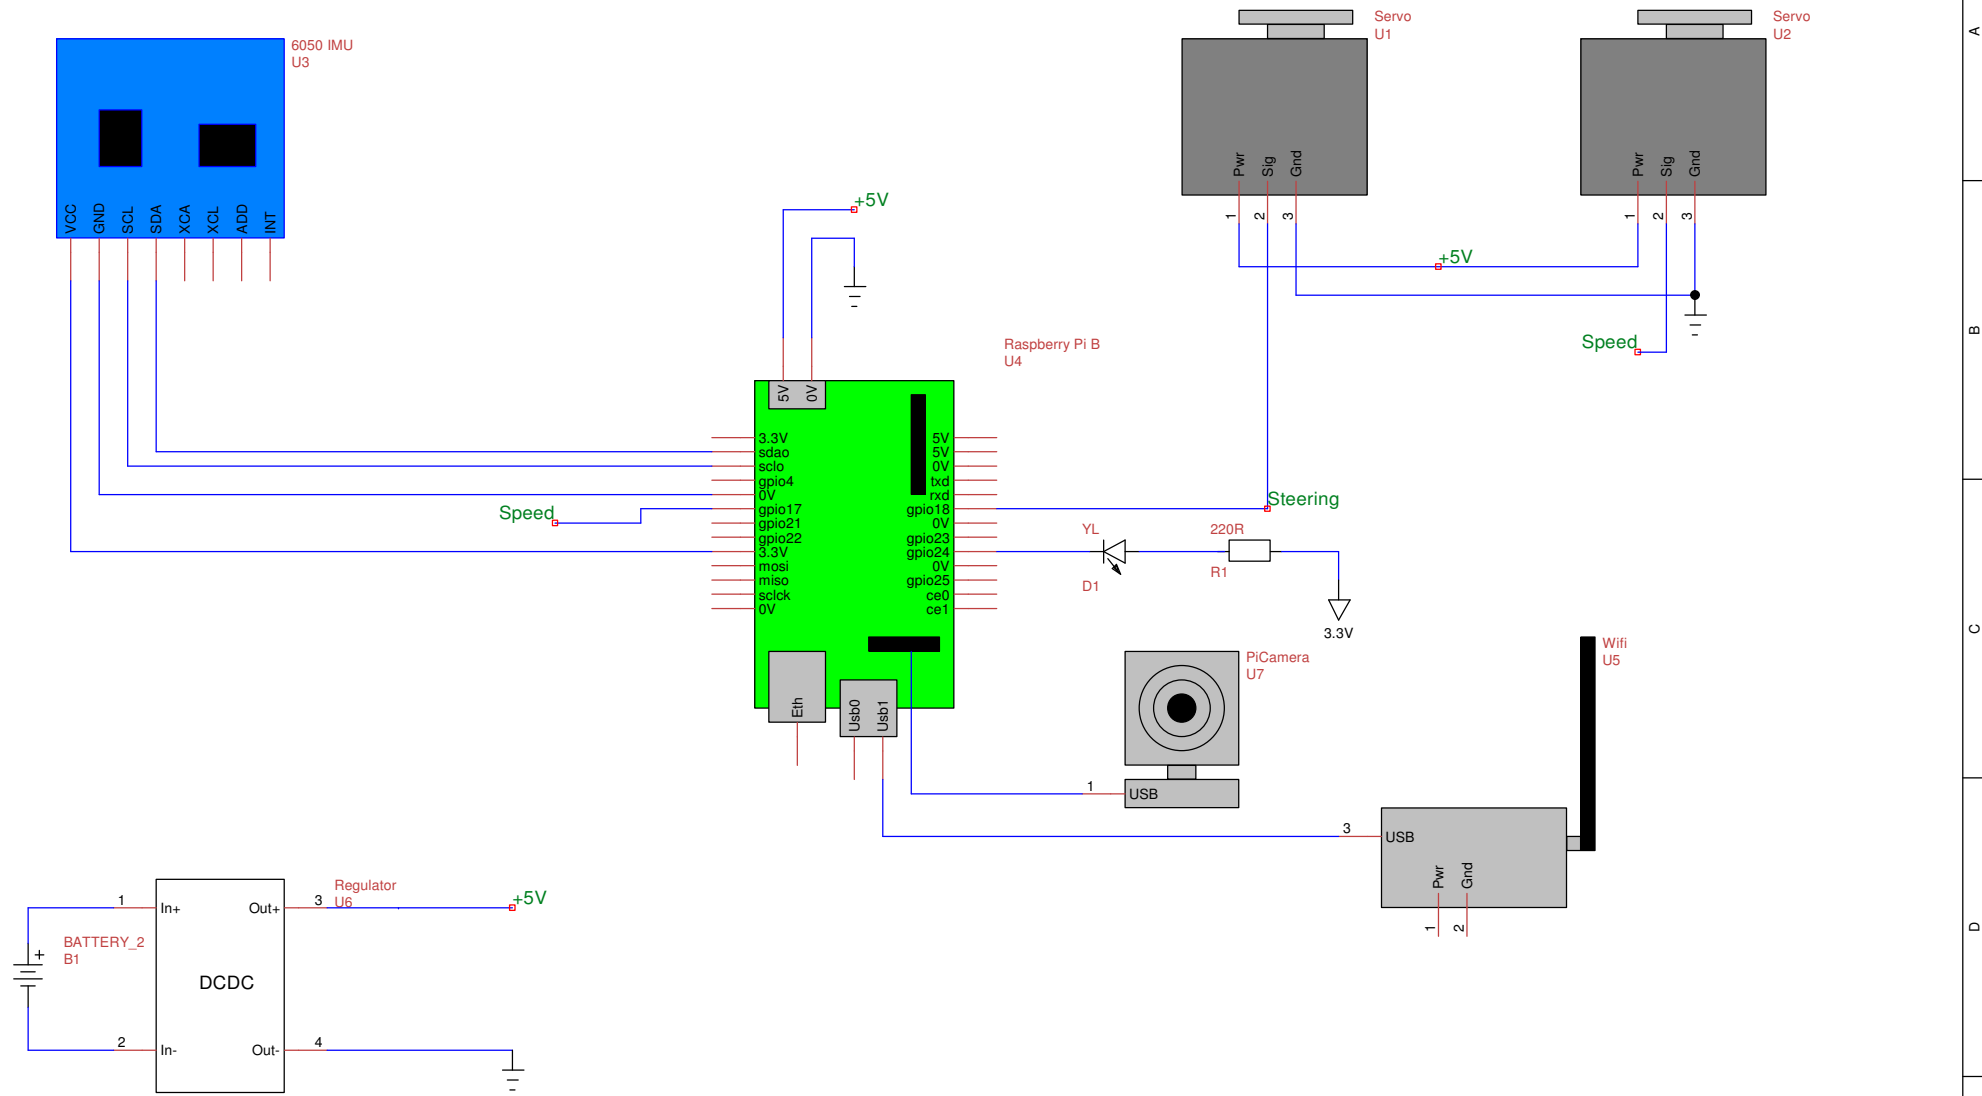 6050 IMU
U3
VCC
GND
SCL
SDA
XCA
XCL
ADD
INT
Servo
U1
Pwr
Sig
Gnd
1
2
3
Servo
U2
Pwr
Sig
Gnd
1
2
3
A
+5V
+5V
Speed
B
Raspberry Pi B
U4
5V
0V
3.3V
sdao
sclo
gpio4
0V
gpio17
gpio21
gpio22
3.3V
mosi
miso
sclck
0V
5V
5V
0V
txd
rxd
gpio18
0V
gpio23
gpio24
0V
gpio25
ce0
ce1
Eth
Usb0
Usb1
Speed
Steering
YL
D1
220R
R1
3.3V
C
PiCamera
U7
1
USB
Wifi
U5
3
USB
Pwr
Gnd
1
2
Regulator
U6
1
In+
Out+
3
+5V
BATTERY_2
B1
+
DCDC
2
In-
Out-
4
D